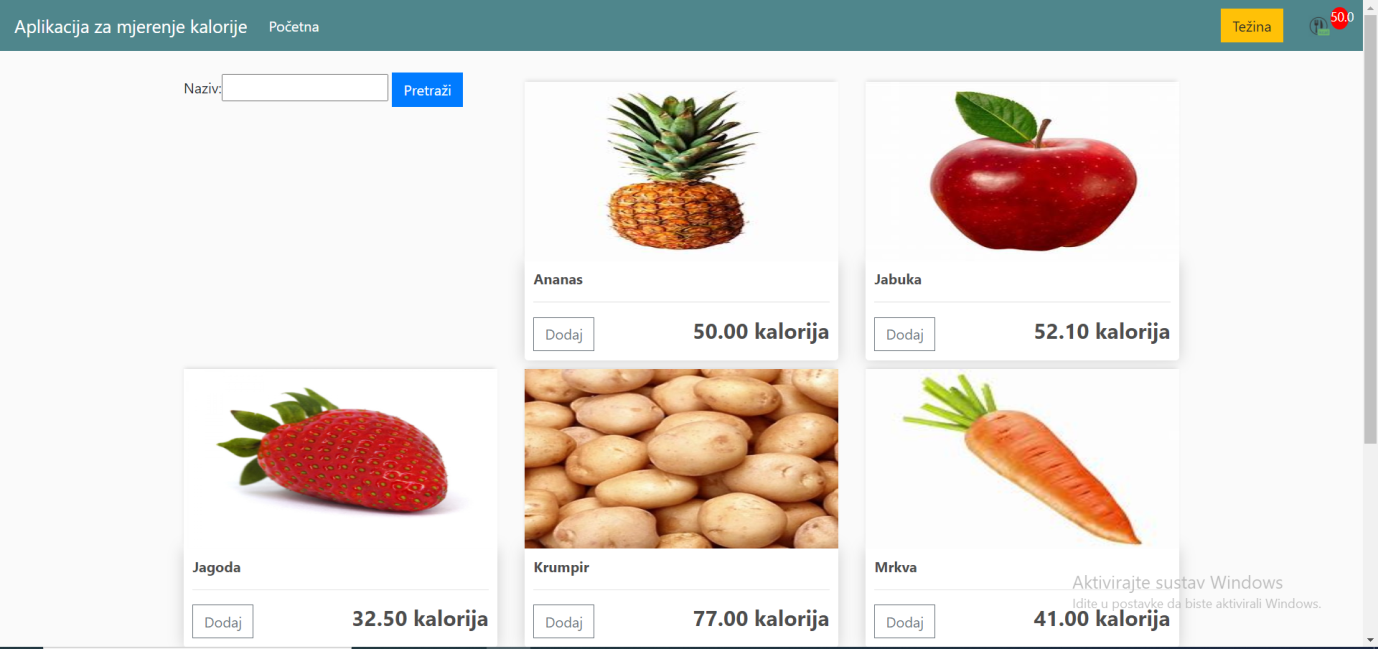 Aplikacija za mjerenje kalorije Početna Težina 50.0
Naziv: Pretraži
Ananas
Dodaj 50.00 kalorija
Jabuka
Dodaj 52.10 kalorija
Jagoda
Dodaj 32.50 kalorija
Krumpir
Dodaj 77.00 kalorija
Mrkva
Dodaj 41.00 kalorija
Aktivirajte sustav Windows
Idite u postavke da biste aktivirali Windows.